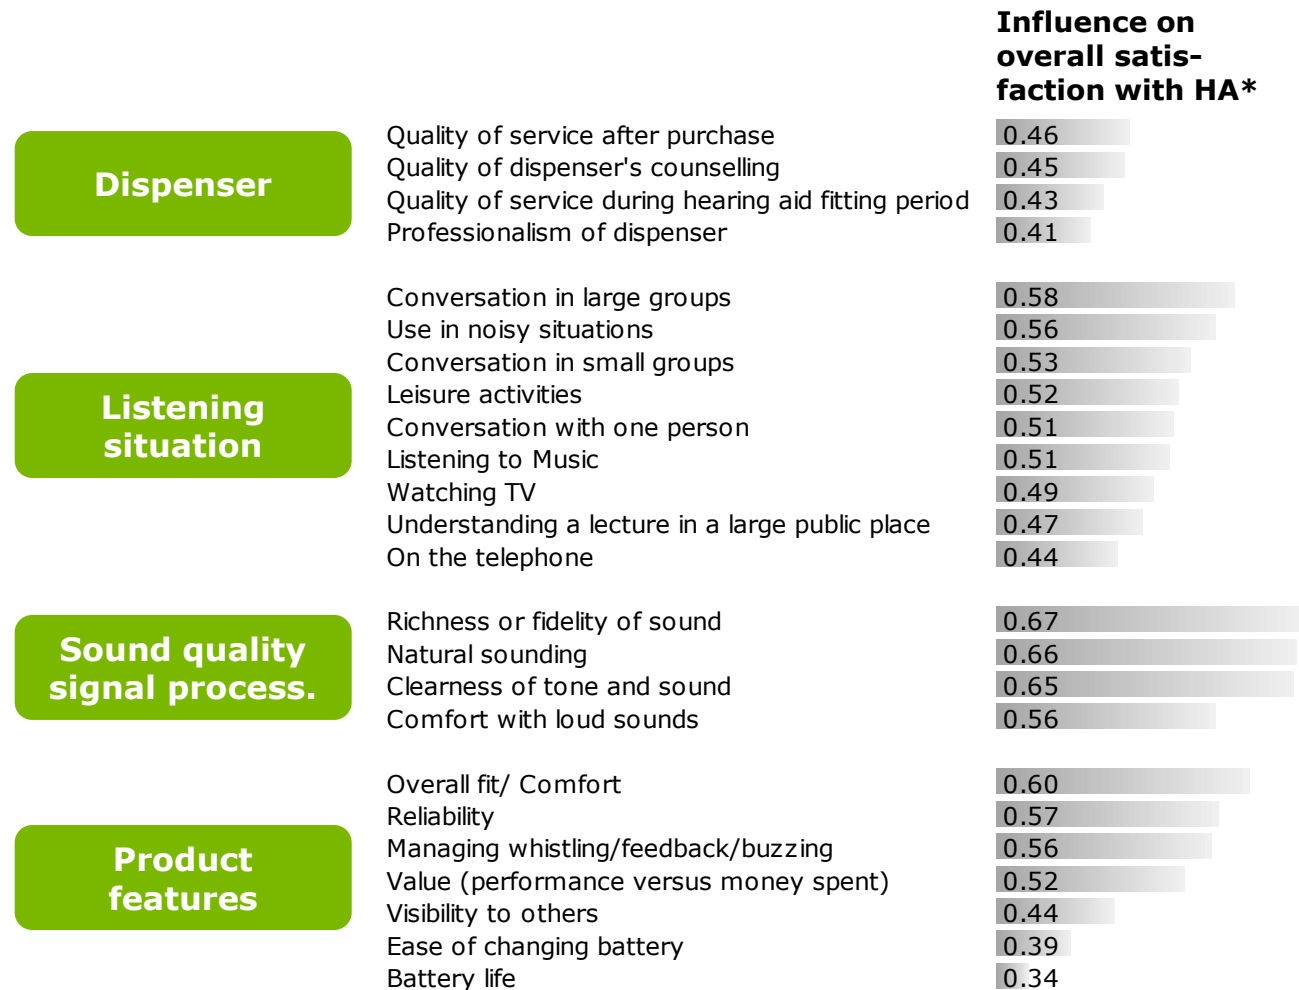 Influence on
overall satis-
faction with HA*
Dispenser
Quality of service after purchase 0.46
Quality of dispenser's counselling 0.45
Quality of service during hearing aid fitting period 0.43
Professionalism of dispenser 0.41
Listening
situation
Conversation in large groups 0.58
Use in noisy situations 0.56
Conversation in small groups 0.53
Leisure activities 0.52
Conversation with one person 0.51
Listening to Music 0.51
Watching TV 0.49
Understanding a lecture in a large public place 0.47
On the telephone 0.44
Sound quality
signal process.
Richness or fidelity of sound 0.67
Natural sounding 0.66
Clearness of tone and sound 0.65
Comfort with loud sounds 0.56
Product
features
Overall fit/ Comfort 0.60
Reliability 0.57
Managing whistling/feedback/buzzing 0.56
Value (performance versus money spent) 0.52
Visibility to others 0.44
Ease of changing battery 0.39
Battery life 0.34